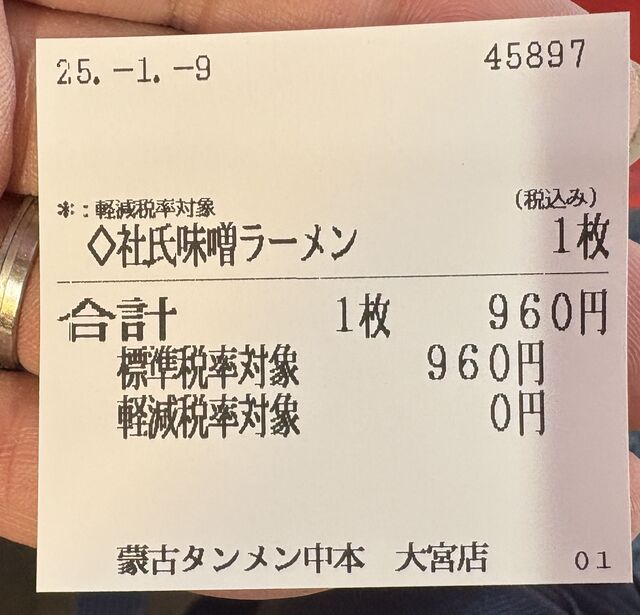 25.-1.-9 45897
*:軽減税率対象 (税込み)
◇社氏味噌ラーメン 1枚
合計 1枚 960円
標準税率対象 960円
軽減税率対象 0円
蒙古タンメン中本 大宮店 01